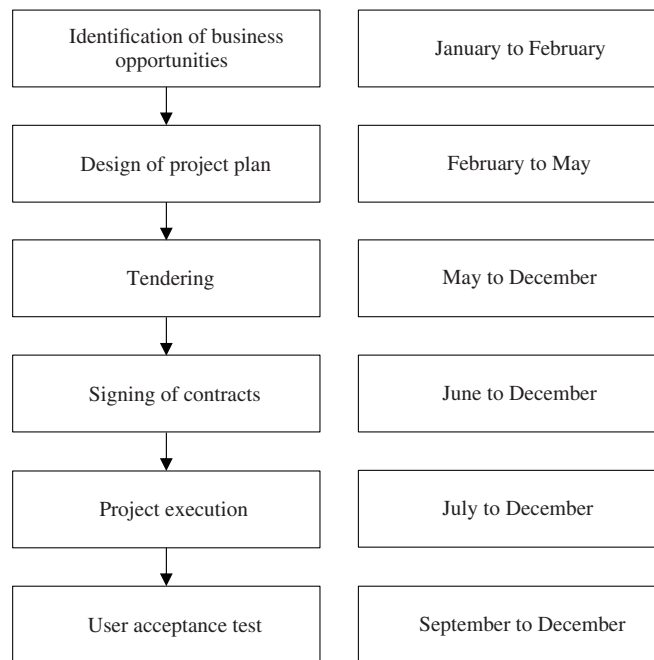 Identification of business
opportunities
January to February
Design of project plan
February to May
Tendering
May to December
Signing of contracts
June to December
Project execution
July to December
User acceptance test
September to December